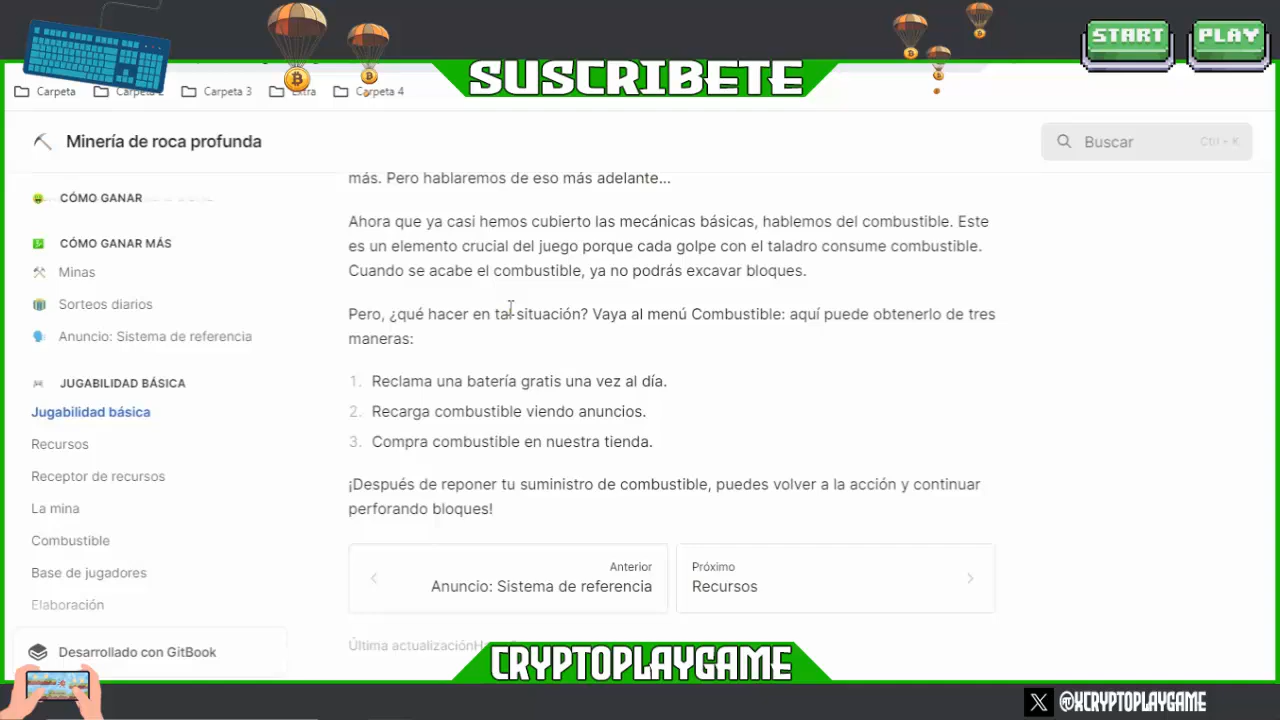 START
PLAY
SUSCRIBETE
Carpeta
Carpeta 2
Carpeta 3
Extra
Carpeta 4
Minería de roca profunda
Buscar
Ctrl + K
CÓMO GANAR
CÓMO GANAR MÁS
Minas
Sorteos diarios
Anuncio: Sistema de referencia
JUGABILIDAD BÁSICA
Jugabilidad básica
Recursos
Receptor de recursos
La mina
Combustible
Base de jugadores
Elaboración
Desarrollado con GitBook
más. Pero hablaremos de eso más adelante...
Ahora que ya casi hemos cubierto las mecánicas básicas, hablemos del combustible. Este
es un elemento crucial del juego porque cada golpe con el taladro consume combustible.
Cuando se acabe el combustible, ya no podrás excavar bloques.
Pero, ¿qué hacer en tal situación? Vaya al menú Combustible: aquí puede obtenerlo de tres
maneras:
1. Reclama una batería gratis una vez al día.
2. Recarga combustible viendo anuncios.
3. Compra combustible en nuestra tienda.
¡Después de reponer tu suministro de combustible, puedes volver a la acción y continuar
perforando bloques!
Anterior
Anuncio: Sistema de referencia
Próximo
Recursos
Última actualización
CRYPTOPLAYGAME
X @XCRYPTOPLAYGAME